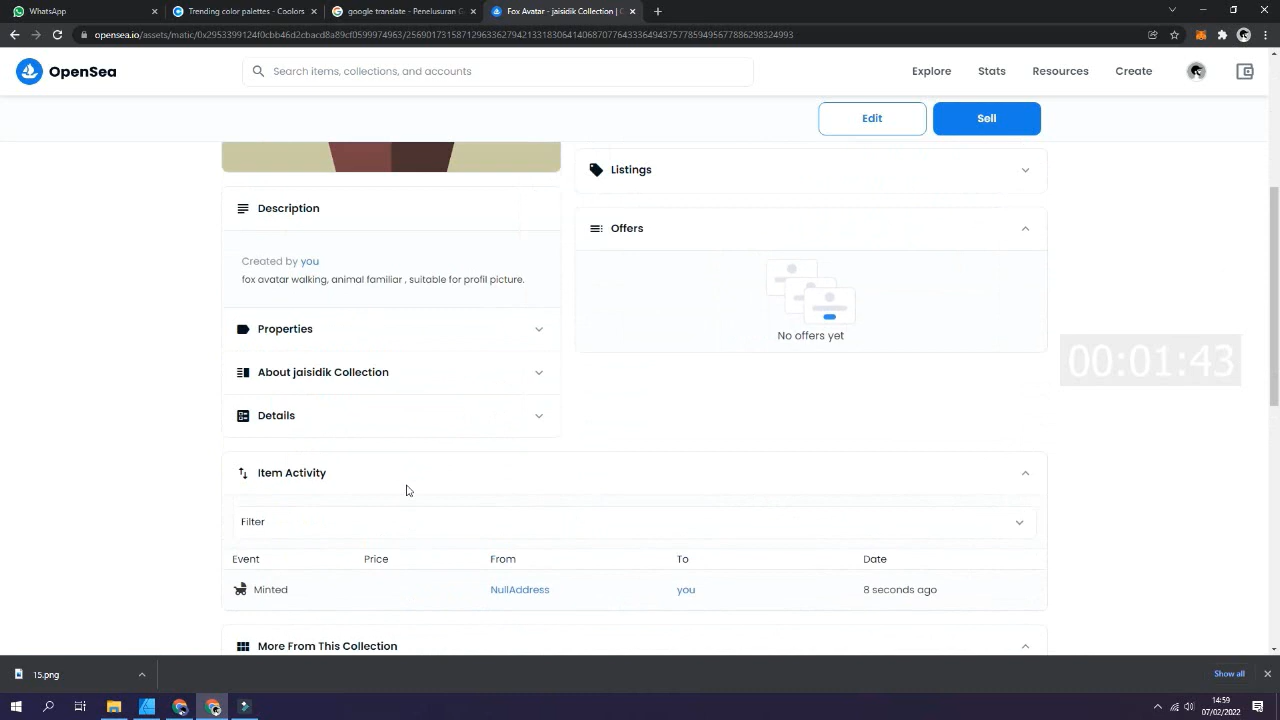 WhatsApp
Trending color palettes - Coolors
google translate - Penelusuran G
Fox Avatar - jaisidik Collection | C
opensea.io/assets/matic/0x2953399124f0cbb46d2cbacd8a89cf0599974963/25690173158712963362794213318306414068707764333649437577859495677886298324993
OpenSea
Search items, collections, and accounts
Explore
Stats
Resources
Create
Edit
Sell
Listings
Description
Offers
Created by you
fox avatar walking, animal familiar , suitable for profil picture.
No offers yet
Properties
00:01:43
About jaisidik Collection
Details
Item Activity
Filter
Event Price From To Date
Minted NullAddress you 8 seconds ago
More From This Collection
15.png
Show all
14:59
07/02/2022